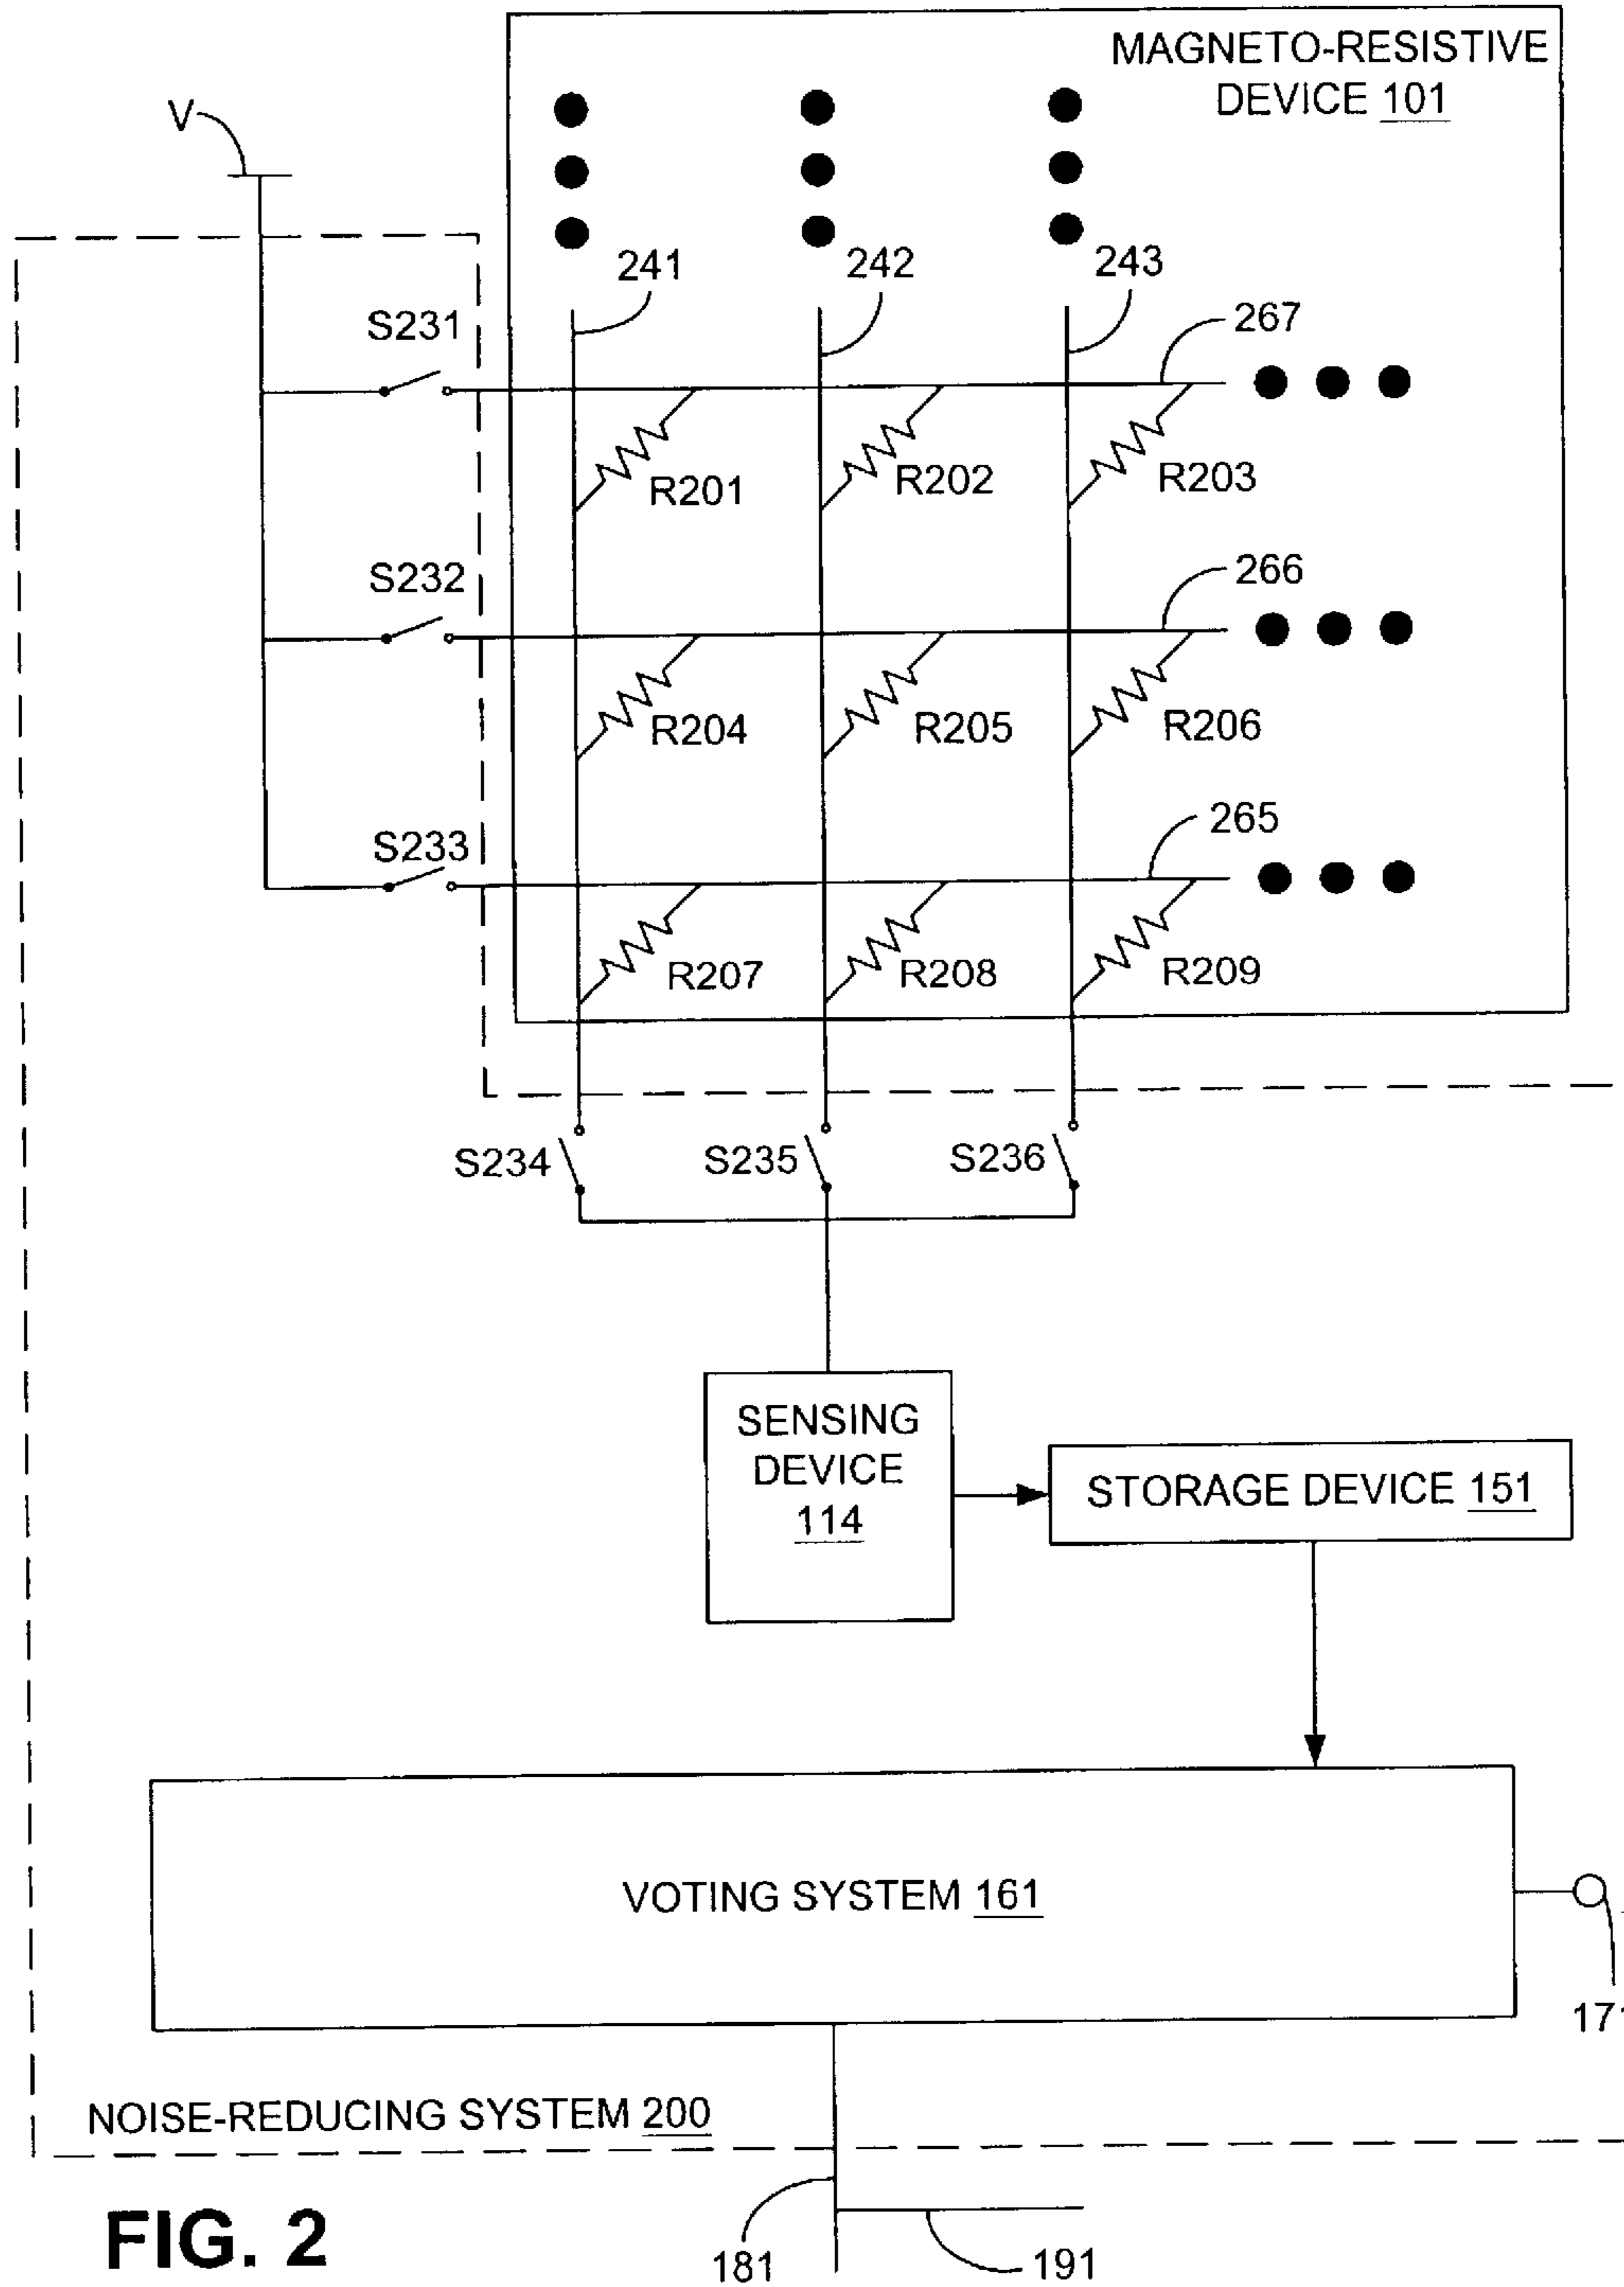 MAGNETO-RESISTIVE
DEVICE 101
V
241
242
243
S231
267
R201
R202
R203
S232
266
R204
R205
R206
S233
265
R207
R208
R209
S234
S235
S236
SENSING
DEVICE
114
STORAGE DEVICE 151
VOTING SYSTEM 161
171
NOISE-REDUCING SYSTEM 200
FIG. 2
181
191